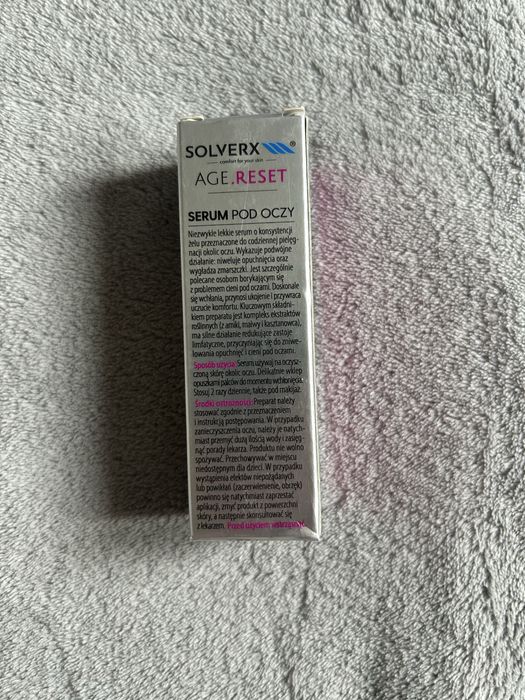 SOLVERX®
comfort for your skin
AGE.RESET
SERUM POD OCZY
Niezwykle lekkie serum o konsystencji
żelu przeznaczone do codziennej pielęg-
nacji okolic oczu. Wykazuje podwójne
działanie: niweluje opuchnięcia oraz
wygładza zmarszczki. Jest szczególnie
polecane osobom borykającym się
z problemem cieni pod oczami. Doskonale
się wchłania, przynosi ukojenie i przywraca
uczucie komfortu. Kluczowym składni-
kiem preparatu jest kompleks ekstraktów
roślinnych (z arniki, malwy i kasztanowca),
ma silne działanie redukujące zastoje
limfatyczne, przyczyniając się do zniwe-
lowania opuchnięć i cieni pod oczami.
Sposób użycia: Serum używaj na oczysz-
czoną skórę okolic oczu. Delikatnie wklep
opuszkami palców do momentu wchłonięcia.
Stosuj 2 razy dziennie, także pod makijaż.
Środki ostrożności: Preparat należy
stosować zgodnie z przeznaczeniem
i instrukcją postępowania. W przypadku
zanieczyszczenia oczu, należy je natych-
miast przemyć dużą ilością wody i zasięg-
nąć porady lekarza. Produktu nie wolno
spożywać. Przechowywać w miejscu
niedostępnym dla dzieci. W przypadku
wystąpienia efektów niepożądanych
lub powikłań (zaczerwienienie, obrzęk)
powinno się natychmiast zaprzestać
aplikacji, zmyć produkt z powierzchni
skóry, a następnie skonsultować się
z lekarzem. Przed użyciem wstrząsnąć.